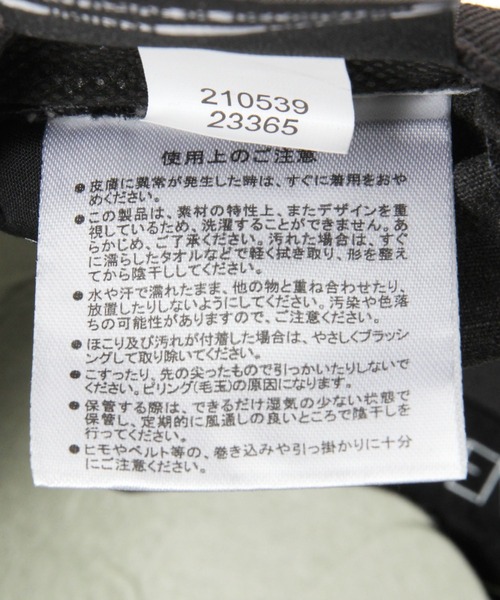 210539
23365
使用上のご注意
●皮膚に異常が発生した時は、すぐに着用をおや
めください。
●この製品は、素材の特性上、またデザインを重
視しているため、洗濯することができません。あ
らかじめ、ご了承ください。汚れた場合は、すぐ
に濡らしたタオルなどで軽く拭き取り、形を整え
てから陰干ししてください。
●水や汗で濡れたまま、他の物と重ね合わせたり、
放置したりしないようにしてください。汚染や色落
ちの可能性がありますので、ご注意ください。
●ほこり及び汚れが付着した場合は、やさしくブラッシ
ングして取り除いてください。
●こすったり、先の尖ったもので引っかいたりしないで
ください。ピリング(毛玉)の原因になります。
●保管する際は、できるだけ湿気の少ない状態で
保管し、定期的に風通しの良いところで陰干しを
行ってください。
●ヒモやベルト等の、巻き込みや引っ掛かりに十分
にご注意ください。